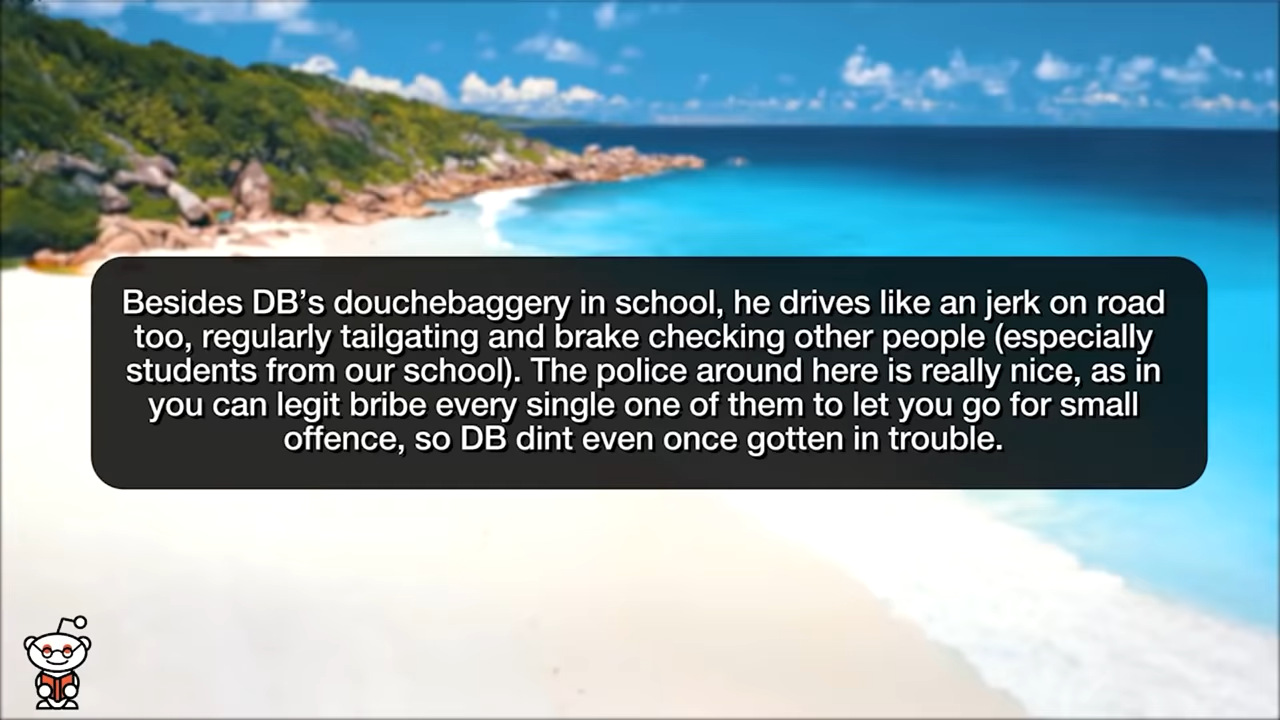 Besides DB’s douchebaggery in school, he drives like an jerk on road
too, regularly tailgating and brake checking other people (especially
students from our school). The police around here is really nice, as in
you can legit bribe every single one of them to let you go for small
offence, so DB dint even once gotten in trouble.